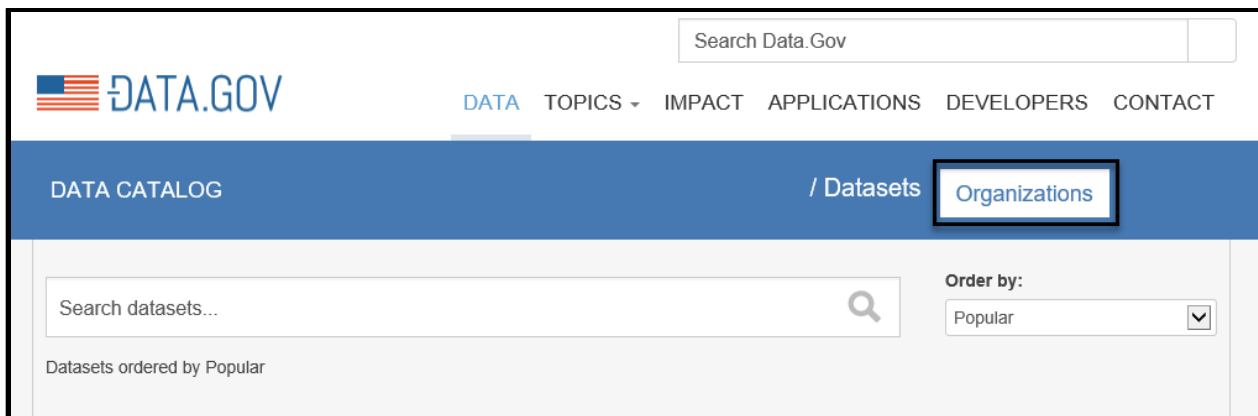 Search Data.Gov
DATA.GOV
DATA TOPICS IMPACT APPLICATIONS DEVELOPERS CONTACT
DATA CATALOG / Datasets Organizations
Order by:
Search datasets... Popular
Datasets ordered by Popular